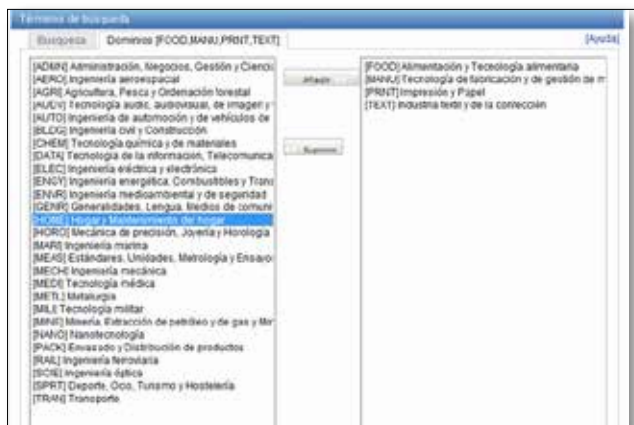 Términos de búsqueda
Búsqueda
Dominios [FOOD,MANU,PRNT,TEXT]
[Ayuda]
[ADMN] Administración, Negocios, Gestión y Cienci
[AERO] Ingeniería aeroespacial
[AGRI] Agricultura, Pesca y Ordenación forestal
[AUDV] Tecnología audio, audiovisual, de imagen y
[AUTO] Ingeniería de automoción y de vehículos de
[BLDG] Ingeniería civil y Construcción
[CHEM] Tecnología química y de materiales
[DATA] Tecnología de la información, Telecomunica
[ELEC] Ingeniería eléctrica y electrónica
[ENGY] Ingeniería energética, Combustibles y Trans
[ENVR] Ingeniería medioambiental y de seguridad
[GENR] Generalidades, Lengua, Medios de comuni
[HOME] Hogar y Mantenimiento del hogar
[HORO] Mecánica de precisión, Joyería y Horología
[MARI] Ingeniería marina
[MEAS] Estándares, Unidades, Metrología y Ensayo
[MECH] Ingeniería mecánica
[MEDI] Tecnología médica
[METL] Metalurgia
[MILI] Tecnología militar
[MINE] Minería, Extracción de petróleo y de gas y Min
[NANO] Nanotecnología
[PACK] Envasado y Distribución de productos
[RAIL] Ingeniería ferroviaria
[SCIE] Ingeniería óptica
[SPRT] Deporte, Ocio, Turismo y Hostelería
[TRAN] Transporte
Añadir
Suprimir
[FOOD] Alimentación y Tecnología alimentaria
[MANU] Tecnología de fabricación y de gestión de m
[PRNT] Impresión y Papel
[TEXT] Industria textil y de la confección